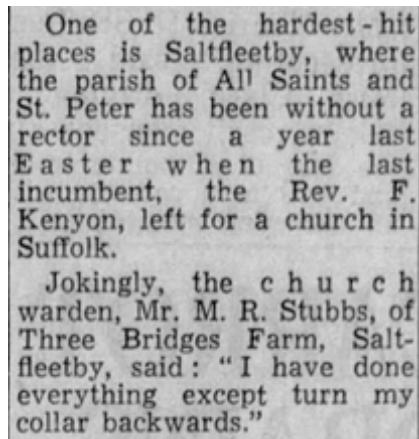 One of the hardest-hit
places is Saltfleetby, where
the parish of All Saints and
St. Peter has been without a
rector since a year last
Easter when the last
incumbent, the Rev. F.
Kenyon, left for a church in
Suffolk.
Jokingly, the church
warden, Mr. M. R. Stubbs, of
Three Bridges Farm, Salt-
fleetby, said: "I have done
everything except turn my
collar backwards."